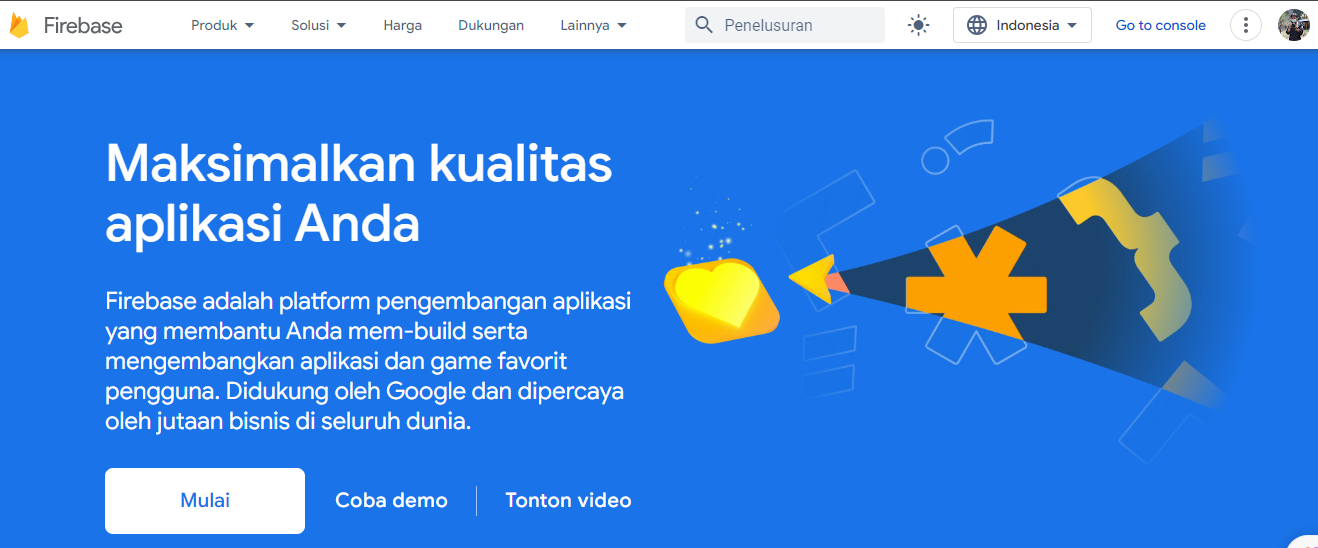 Firebase Produk Solusi Harga Dukungan Lainnya Penelusuran Indonesia Go to console
Maksimalkan kualitas
aplikasi Anda
Firebase adalah platform pengembangan aplikasi
yang membantu Anda mem-build serta
mengembangkan aplikasi dan game favorit
pengguna. Didukung oleh Google dan dipercaya
oleh jutaan bisnis di seluruh dunia.
Mulai Coba demo Tonton video